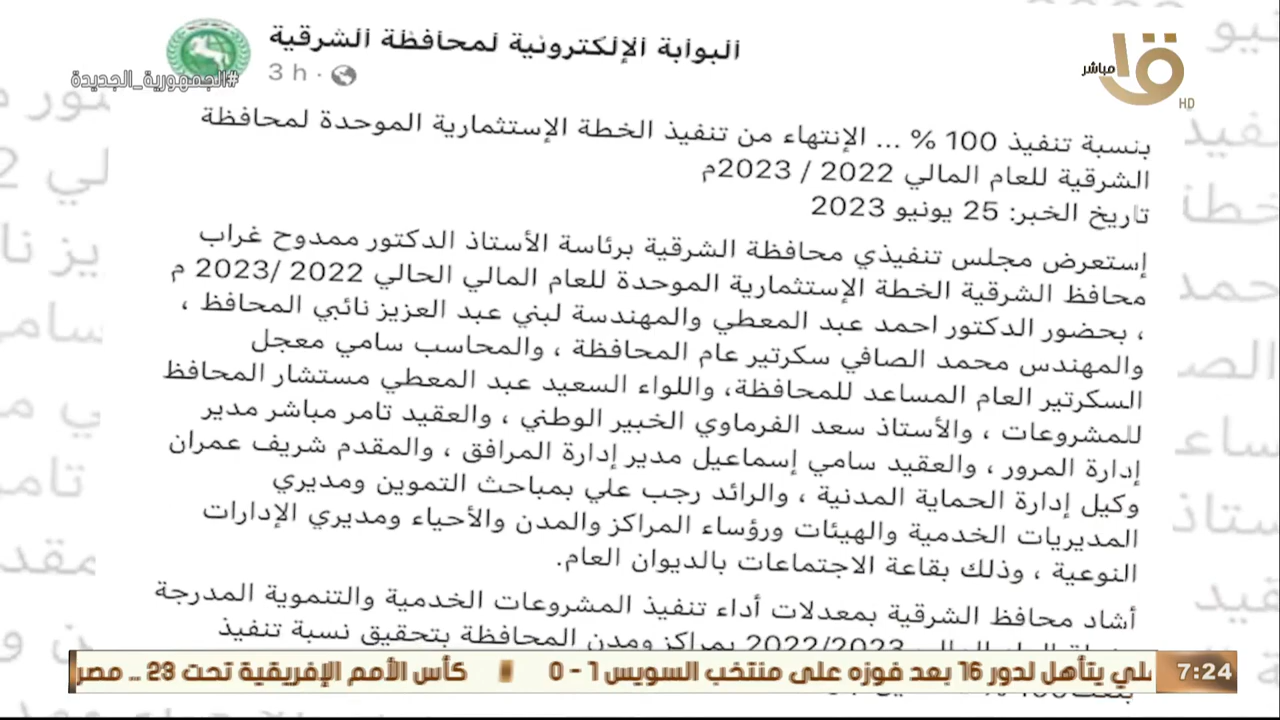 البوابة الإلكترونية لمحافظة الشرقية
3 h ·
#الجمهورية_الجديدة
مباشر
HD
بنسبة تنفيذ 100 % ... الإنتهاء من تنفيذ الخطة الإستثمارية الموحدة لمحافظة
الشرقية للعام المالي 2022 / 2023م
تاريخ الخبر: 25 يونيو 2023
إستعرض مجلس تنفيذي محافظة الشرقية برئاسة الأستاذ الدكتور ممدوح غراب
محافظ الشرقية الخطة الإستثمارية الموحدة للعام المالي الحالي 2022 /2023 م
، بحضور الدكتور احمد عبد المعطي والمهندسة لبني عبد العزيز نائبي المحافظ ،
والمهندس محمد الصافي سكرتير عام المحافظة ، والمحاسب سامي معجل
السكرتير العام المساعد للمحافظة، واللواء السعيد عبد المعطي مستشار المحافظ
للمشروعات ، والأستاذ سعد الفرماوي الخبير الوطني ، والعقيد تامر مباشر مدير
إدارة المرور ، والعقيد سامي إسماعيل مدير إدارة المرافق ، والمقدم شريف عمران
وكيل إدارة الحماية المدنية ، والرائد رجب علي بمباحث التموين ومديري
المديريات الخدمية والهيئات ورؤساء المراكز والمدن والأحياء ومديري الإدارات
النوعية ، وذلك بقاعة الاجتماعات بالديوان العام.
أشاد محافظ الشرقية بمعدلات أداء تنفيذ المشروعات الخدمية والتنموية المدرجة
2022/2023 بمراكز ومدن المحافظة بتحقيق نسبة تنفيذ
7:24
لي يتأهل لدور 16 بعد فوزه على منتخب السويس 1 - 0 كأس الأمم الإفريقية تحت 23 .. مصر